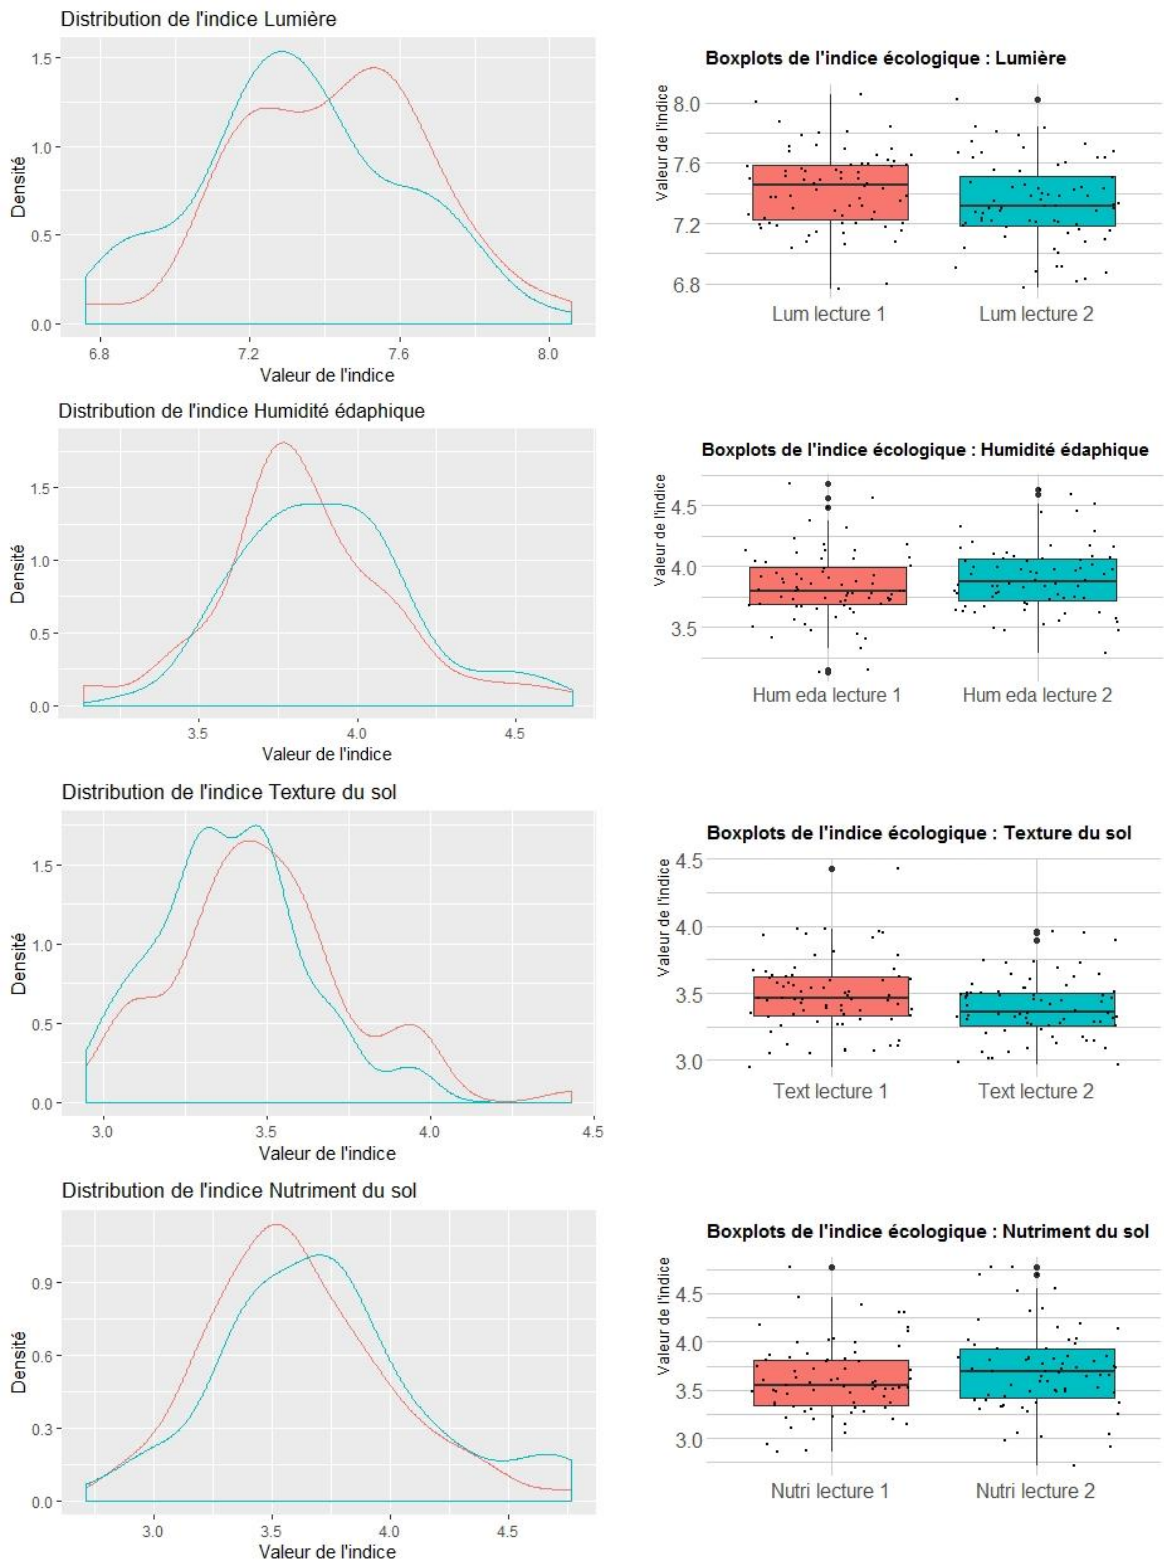 Distribution de l'indice Lumière
Densité
1.5
1.0
0.5
0.0
6.8 7.2 7.6 8.0
Valeur de l'indice
Boxplots de l'indice écologique : Lumière
Valeur de l'indice
8.0
7.6
7.2
6.8
Lum lecture 1 Lum lecture 2
Distribution de l'indice Humidité édaphique
Densité
1.5
1.0
0.5
0.0
3.5 4.0 4.5
Valeur de l'indice
Boxplots de l'indice écologique : Humidité édaphique
Valeur de l'indice
4.5
4.0
3.5
Hum eda lecture 1 Hum eda lecture 2
Distribution de l'indice Texture du sol
Densité
1.5
1.0
0.5
0.0
3.0 3.5 4.0 4.5
Valeur de l'indice
Boxplots de l'indice écologique : Texture du sol
Valeur de l'indice
4.5
4.0
3.5
3.0
Text lecture 1 Text lecture 2
Distribution de l'indice Nutriment du sol
Densité
0.9
0.6
0.3
0.0
3.0 3.5 4.0 4.5
Valeur de l'indice
Boxplots de l'indice écologique : Nutriment du sol
Valeur de l'indice
4.5
4.0
3.5
3.0
Nutri lecture 1 Nutri lecture 2